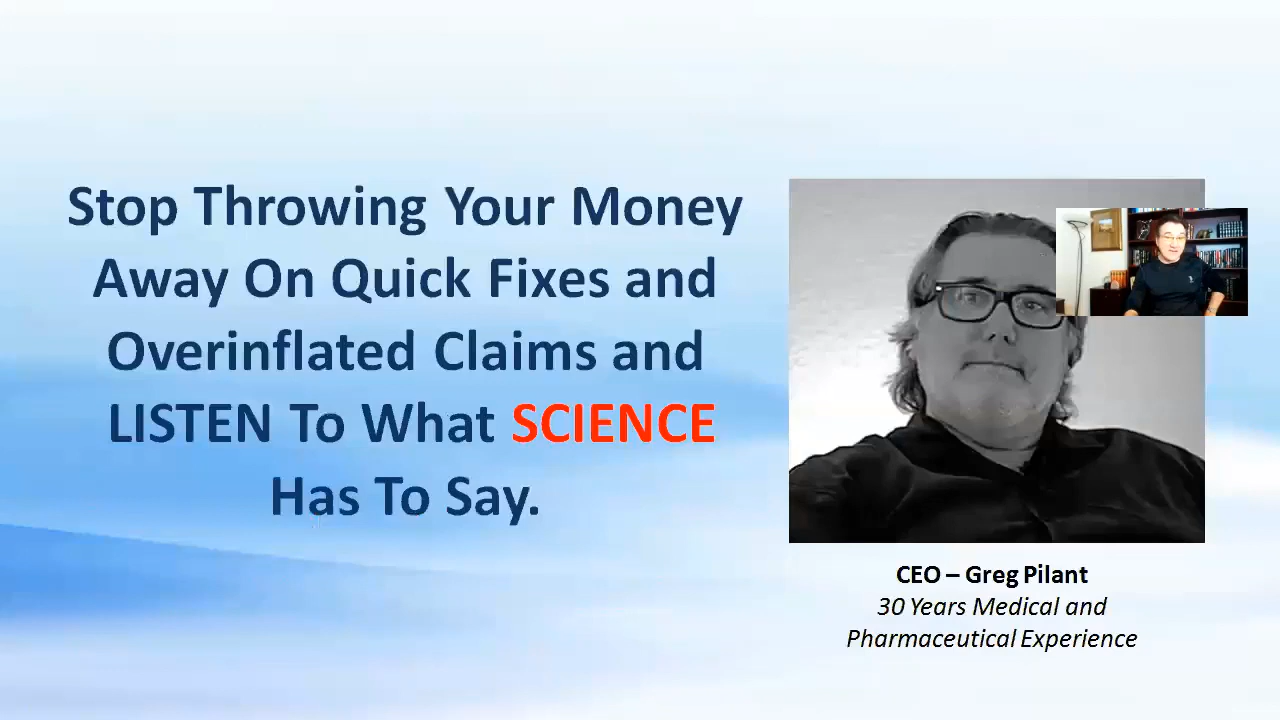 Stop Throwing Your Money
Away On Quick Fixes and
Overinflated Claims and
LISTEN To What SCIENCE
Has To Say.
CEO – Greg Pilant
30 Years Medical and
Pharmaceutical Experience